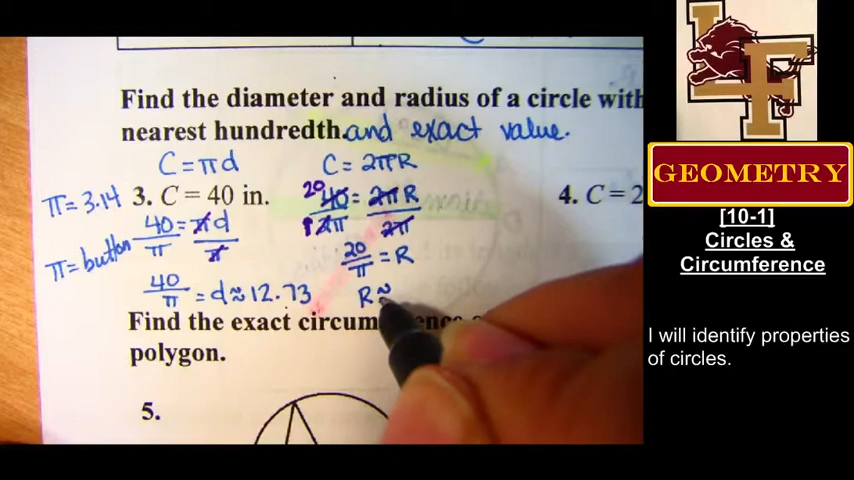 Find the diameter and radius of a circle with
nearest hundredth. and exact value.
C = πd
C = 2πR
π = 3.14
3. C = 40 in.
20
40 = 2πR
1 2π 2π
4. C = 2
π = button
40 = πd
π π
20/π = R
40/π = d ≈ 12.73
R ≈
Find the exact circum
polygon.
5.
LF
GEOMETRY
[10-1]
Circles &
Circumference
I will identify properties
of circles.